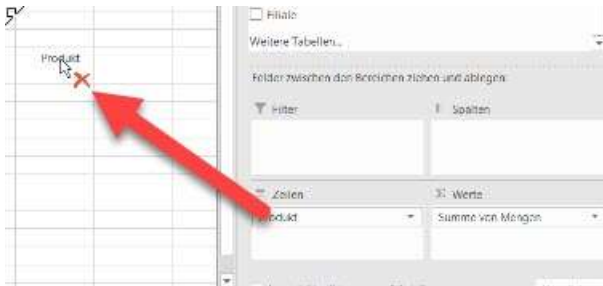 Filiale
Weitere Tabellen...
Produkt
Felder zwischen den Bereichen ziehen und ablegen:
Filter
Spalten
Zeilen
Σ Werte
Produkt
Summe von Mengen